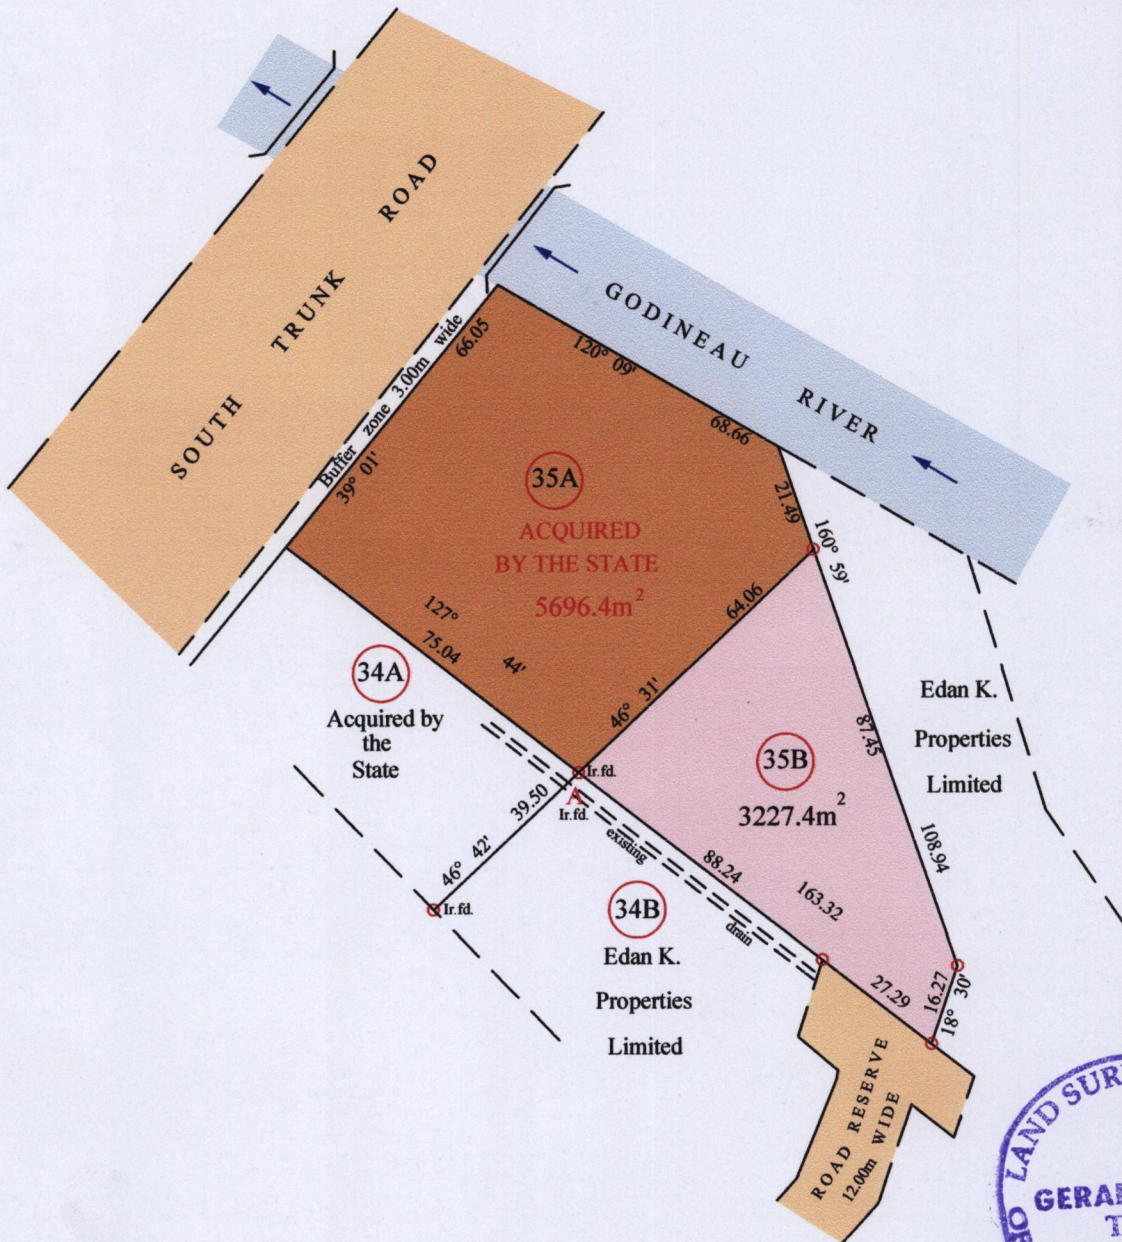 SOUTH TRUNK ROAD
Buffer zone 3.00m wide
39° 01'
66.05
GODINEAU RIVER
120° 09'
68.66
21.49
160° 59'
35A
ACQUIRED
BY THE STATE
5696.4m²
64.06
46° 31'
127° 44'
75.04
34A
Acquired by
the
State
Ir.fd.
A
Ir.fd.
39.50
46° 42'
Ir.fd.
existing
drain
35B
3227.4m²
87.45
108.94
Edan K.
Properties
Limited
88.24
163.32
34B
Edan K.
Properties
Limited
27.29
16.27
18° 30'
ROAD RESERVE
12.00m WIDE
LAND SUR
GERA